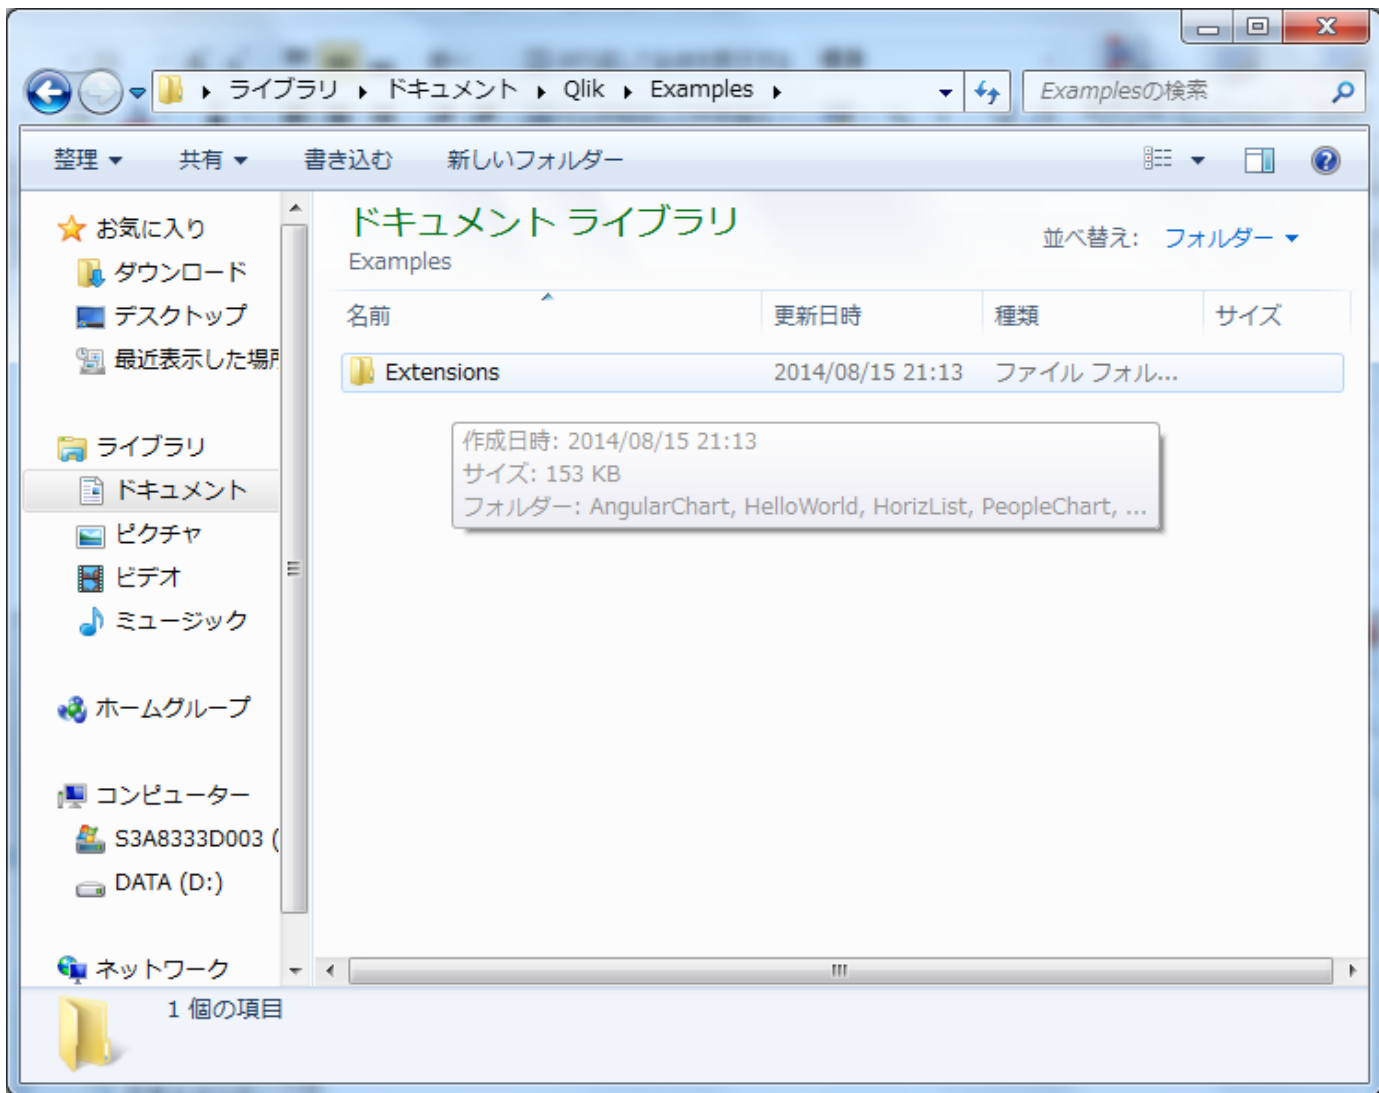 ライブラリ ドキュメント Qlik Examples
Examplesの検索
整理 共有 書き込む 新しいフォルダー
お気に入り
ダウンロード
デスクトップ
最近表示した場所
ライブラリ
ドキュメント
ピクチャ
ビデオ
ミュージック
ホームグループ
コンピューター
S3A8333D003 (
DATA (D:)
ネットワーク
ドキュメント ライブラリ
Examples
並べ替え: フォルダー
名前 更新日時 種類 サイズ
Extensions 2014/08/15 21:13 ファイル フォル...
作成日時: 2014/08/15 21:13
サイズ: 153 KB
フォルダー: AngularChart, HelloWorld, HorizList, PeopleChart, ...
1 個の項目